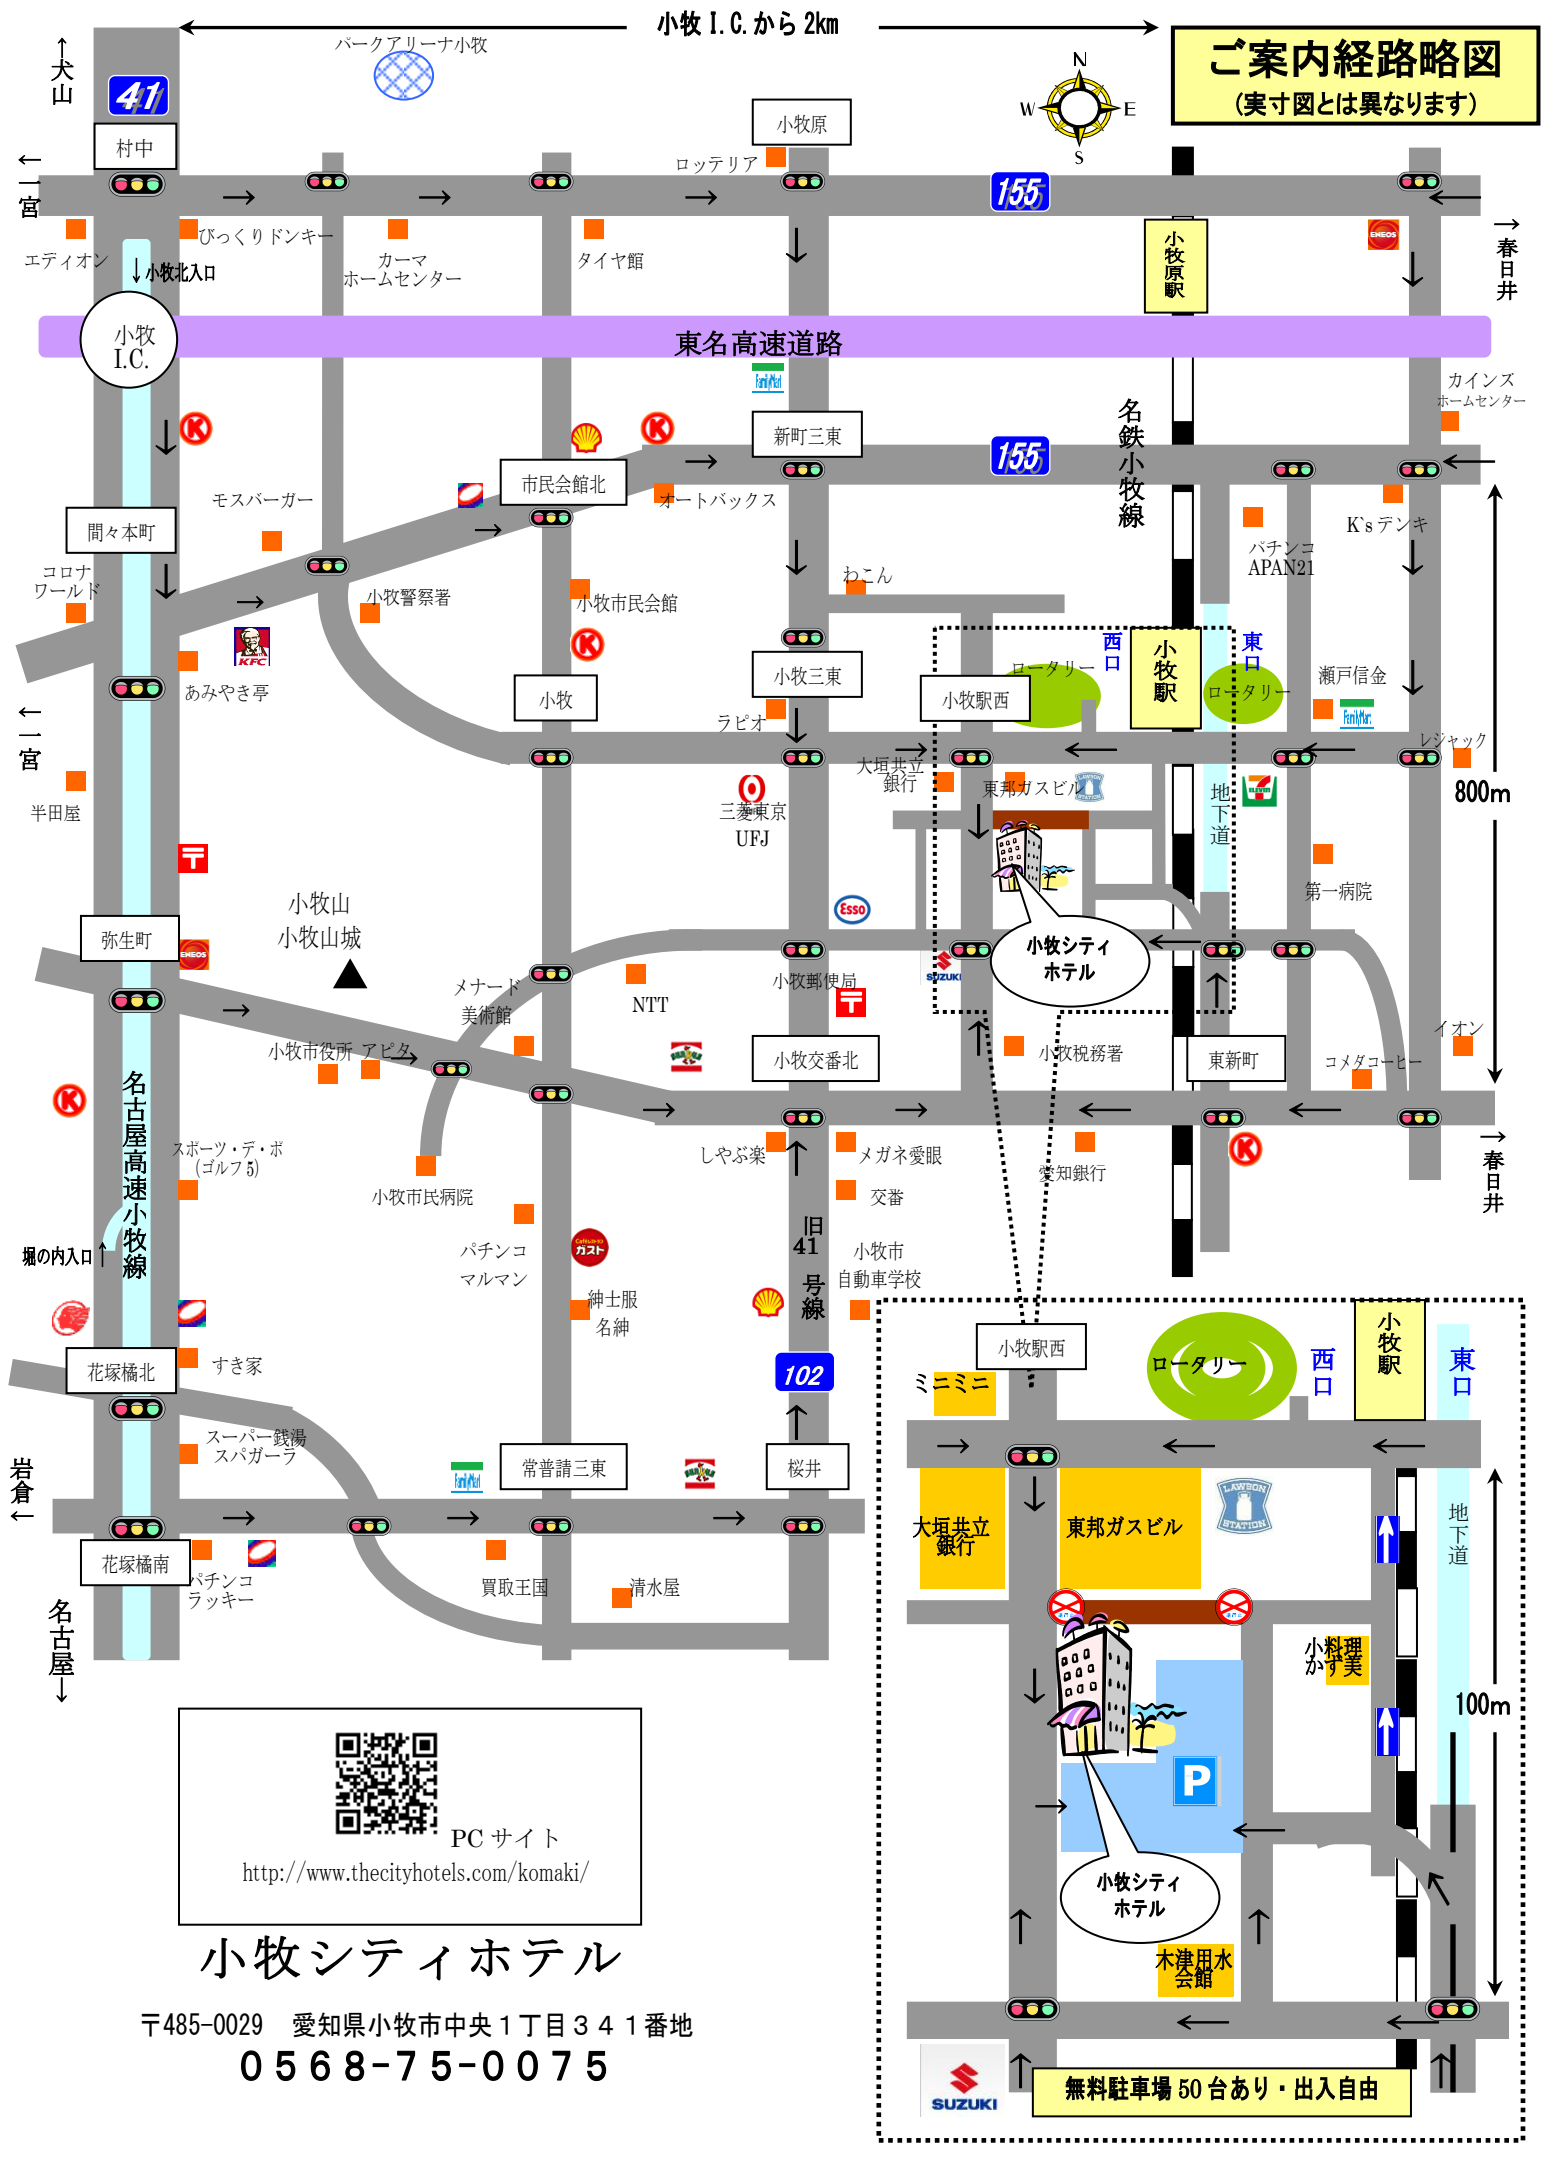 小牧 I.C.から 2km
ご案内経路略図
(実寸図とは異なります)
↑犬山
パークアリーナ小牧
41
N
W
E
S
村中
小牧原
ロッテリア
155
←一宮
エディオン
びっくりドンキー
カーマ
ホームセンター
タイヤ館
小牧原駅
ENEOS
→春日井
↓小牧北入口
小牧
I.C.
東名高速道路
FamilyMart
カインズ
ホームセンター
名鉄小牧線
K
K
新町三東
155
市民会館北
モスバーガー
オートバックス
K`s デンキ
間々本町
パチンコ
APAN21
コロナ
ワールド
小牧警察署
小牧市民会館
わこん
KFC
K
あみやき亭
小牧三東
西口
小牧駅
東口
ロータリー
ロータリー
瀬戸信金
FamilyMart
小牧
小牧駅西
ラピオ
←一宮
レジャック
大垣共立
銀行
東邦ガスビル
LAWSON
STATION
地下道
ELEVEN
800m
半田屋
三菱東京
UFJ
〒
第一病院
小牧山
小牧山城
Esso
弥生町
ENEOS
小牧シティ
ホテル
SUZUKI
メナード
美術館
NTT
小牧郵便局
〒
小牧市役所
アピタ
小牧交番北
小牧税務署
東新町
コメダコーヒー
イオン
K
名古屋高速小牧線
スポーツ・デ・ポ
(ゴルフ 5)
しゃぶ楽
メガネ愛眼
愛知銀行
K
→春日井
小牧市民病院
交番
堀の内入口↑
パチンコ
マルマン
ガスト
旧41号線
小牧市
自動車学校
紳士服
名紳
花塚橘北
すき家
102
小牧駅西
ロータリー
西口
小牧駅
東口
ミニミニ
スーパー銭湯
スパガーラ
岩倉←
FamilyMart
常普請三東
桜井
花塚橘南
パチンコ
ラッキー
買取王国
清水屋
大垣共立
銀行
東邦ガスビル
LAWSON
STATION
地下道
名古屋↓
小料理
かず美
100m
P
小牧シティ
ホテル
木津用水
会館
SUZUKI
無料駐車場 50 台あり・出入自由
PC サイト
http://www.thecityhotels.com/komaki/
小牧シティホテル
〒485-0029　愛知県小牧市中央１丁目３４１番地
０５６８-７５-００７５